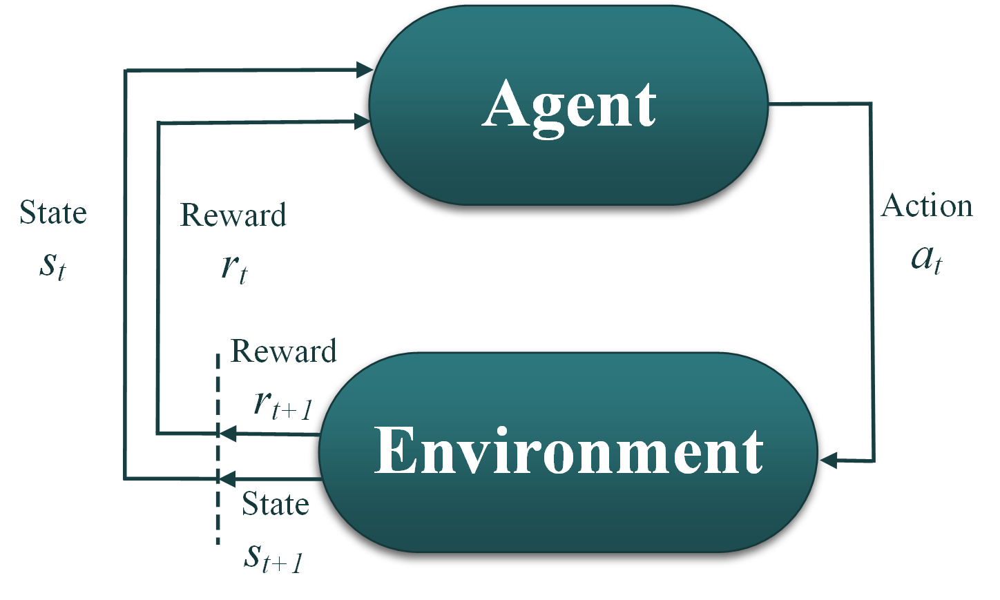 Agent
State
s_t
Reward
r_t
Action
a_t
Reward
r_{t+1}
Environment
State
s_{t+1}